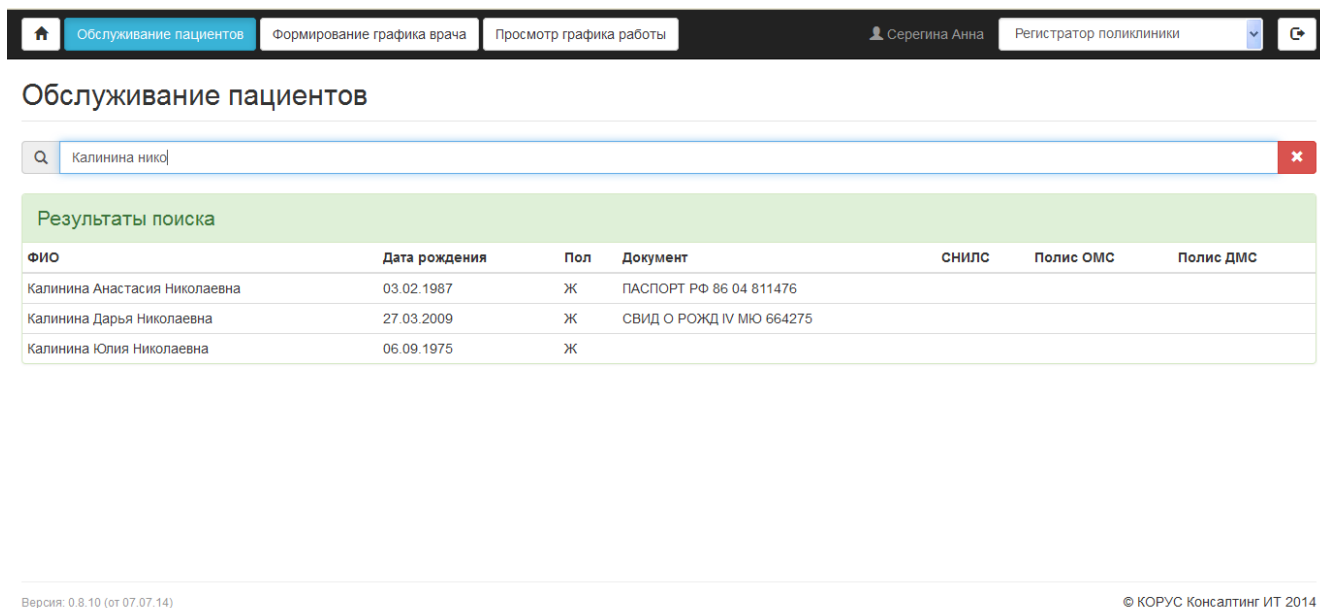 Обслуживание пациентов Формирование графика врача Просмотр графика работы Серегина Анна Регистратор поликлиники
Обслуживание пациентов
Калинина нико
Результаты поиска
ФИО Дата рождения Пол Документ СНИЛС Полис ОМС Полис ДМС
Калинина Анастасия Николаевна 03.02.1987 Ж ПАСПОРТ РФ 86 04 811476
Калинина Дарья Николаевна 27.03.2009 Ж СВИД О РОЖД IV МЮ 664275
Калинина Юлия Николаевна 06.09.1975 Ж
Версия: 0.8.10 (от 07.07.14) © КОРУС Консалтинг ИТ 2014